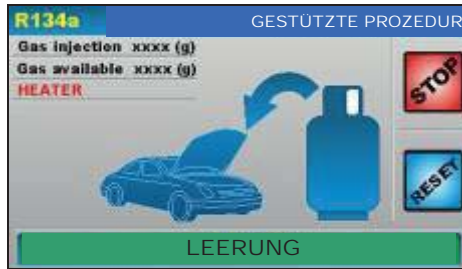 R134a GESTÜTZTE PROZEDUR
Gas injection xxxx (g)
Gas available xxxx (g)
HEATER
STOP
RESET
LEERUNG